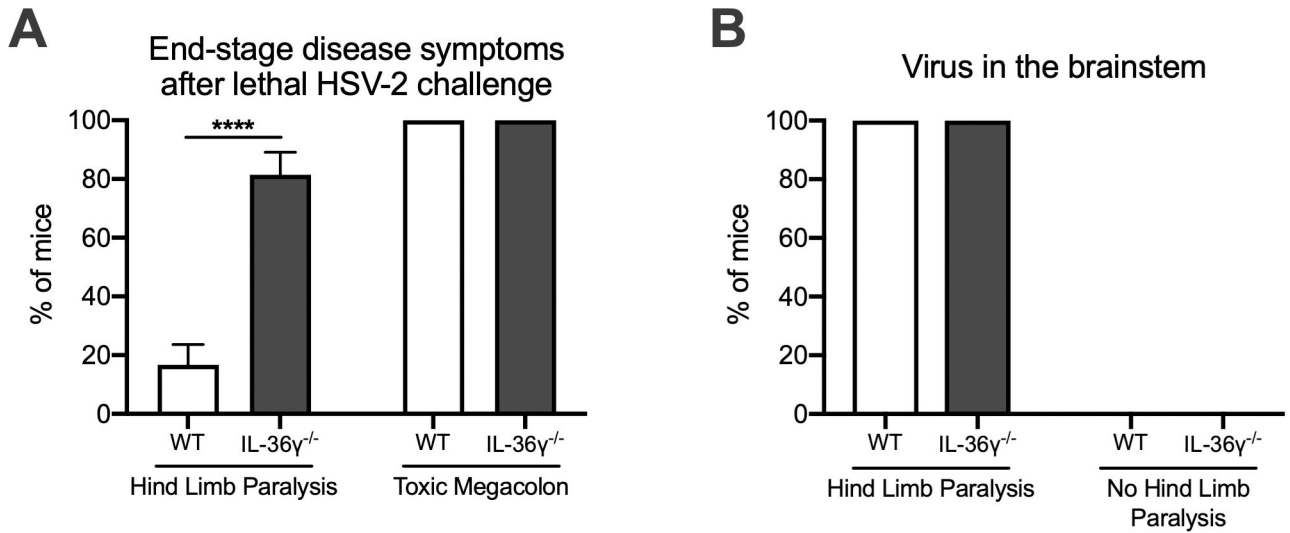 A
End-stage disease symptoms
after lethal HSV-2 challenge
% of mice
100
80
60
40
20
0
****
WT
IL-36γ-/-
WT
IL-36γ-/-
Hind Limb Paralysis
Toxic Megacolon
B
Virus in the brainstem
% of mice
100
80
60
40
20
0
WT
IL-36γ-/-
WT
IL-36γ-/-
Hind Limb Paralysis
No Hind Limb
Paralysis